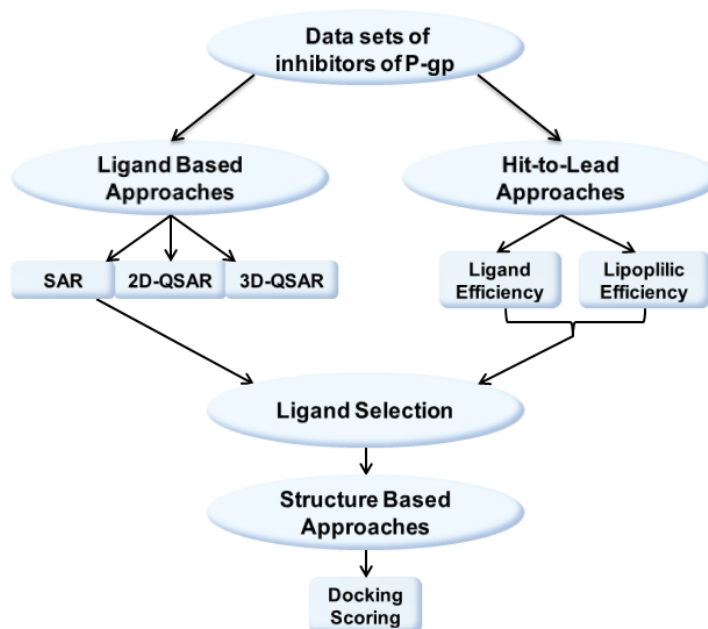 Data sets of
inhibitors of P-gp
Ligand Based
Approaches
Hit-to-Lead
Approaches
SAR
2D-QSAR
3D-QSAR
Ligand
Efficiency
Lipoplilic
Efficiency
Ligand Selection
Structure Based
Approaches
Docking
Scoring